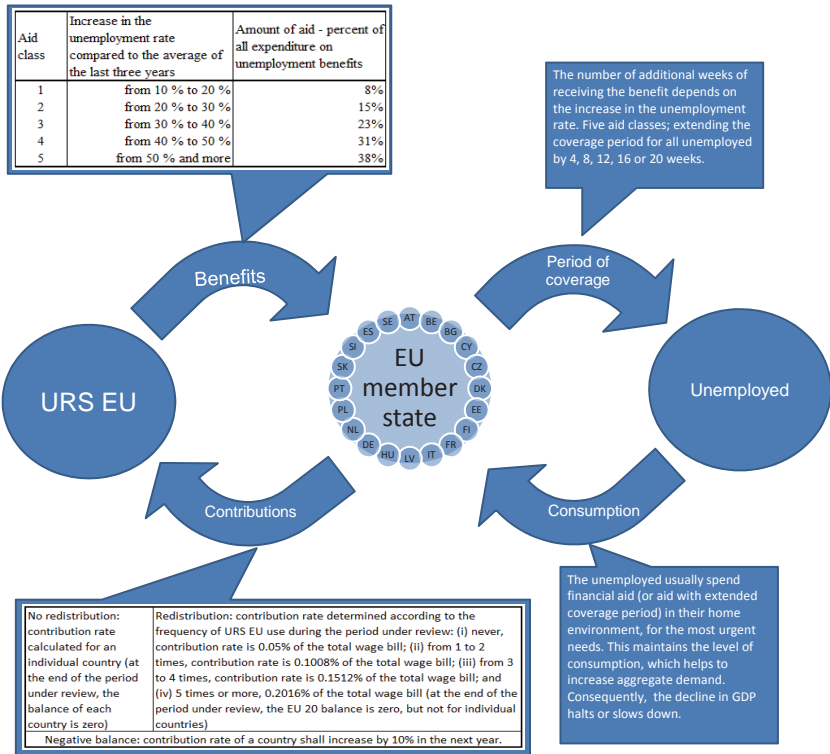 Aid class
Increase in the
unemployment rate
compared to the average of
the last three years
Amount of aid - percent of
all expenditure on
unemployment benefits
1 from 10 % to 20 % 8%
2 from 20 % to 30 % 15%
3 from 30 % to 40 % 23%
4 from 40 % to 50 % 31%
5 from 50 % and more 38%
The number of additional weeks of
receiving the benefit depends on
the increase in the unemployment
rate. Five aid classes; extending the
coverage period for all unemployed
by 4, 8, 12, 16 or 20 weeks.
Benefits
Period of
coverage
URS EU
EU
member
state
AT
BE
BG
CY
CZ
DK
EE
FI
FR
IT
LV
HU
DE
NL
PL
PT
SK
SI
ES
SE
Unemployed
Contributions
Consumption
No redistribution:
contribution rate
calculated for an
individual country (at
the end of the period
under review, the
balance of each
country is zero)
Redistribution: contribution rate determined according to the
frequency of URS EU use during the period under review: (i) never,
contribution rate is 0.05% of the total wage bill; (ii) from 1 to 2
times, contribution rate is 0.1008% of the total wage bill; (iii) from 3
to 4 times, contribution rate is 0.1512% of the total wage bill; and
(iv) 5 times or more, 0.2016% of the total wage bill (at the end of the
period under review, the EU 20 balance is zero, but not for individual
countries)
Negative balance: contribution rate of a country shall increase by 10% in the next year.
The unemployed usually spend
financial aid (or aid with extended
coverage period) in their home
environment, for the most urgent
needs. This maintains the level of
consumption, which helps to
increase aggregate demand.
Consequently, the decline in GDP
halts or slows down.